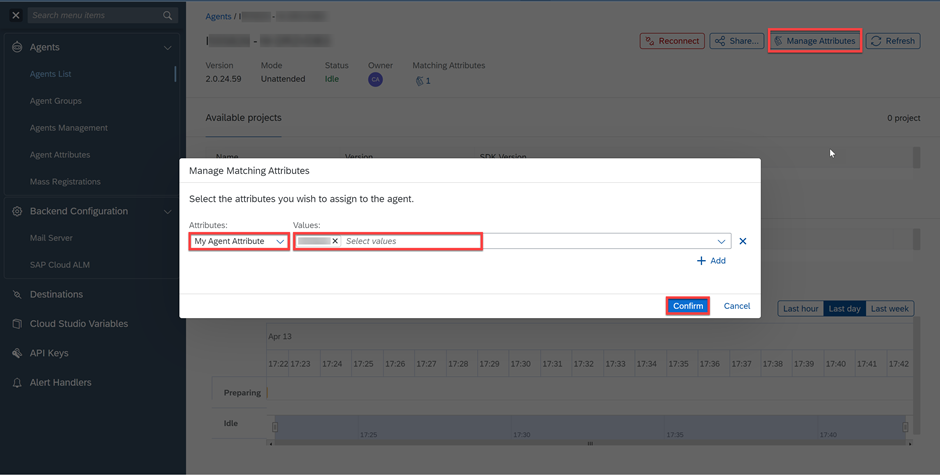 Search menu items
Agents
Agents List
Agent Groups
Agents Management
Agent Attributes
Mass Registrations
Backend Configuration
Mail Server
SAP Cloud ALM
Destinations
Cloud Studio Variables
API Keys
Alert Handlers
Agents /
Reconnect
Share...
Manage Attributes
Refresh
Version Mode Status Owner Matching Attributes
2.0.24.59 Unattended Idle CX 1
Available projects
0 project
Name Version SDK Version
Manage Matching Attributes
Select the attributes you wish to assign to the agent.
Attributes: Values:
My Agent Attribute Select values
Add
Confirm Cancel
Last hour Last day Last week
Apr 13
17:22 17:23 17:24 17:25 17:26 17:27 17:28 17:29 17:30 17:31 17:32 17:33 17:34 17:35 17:36 17:37 17:38 17:39 17:40 17:41 17:42
Preparing
Idle
17:25 17:30 17:35 17:40